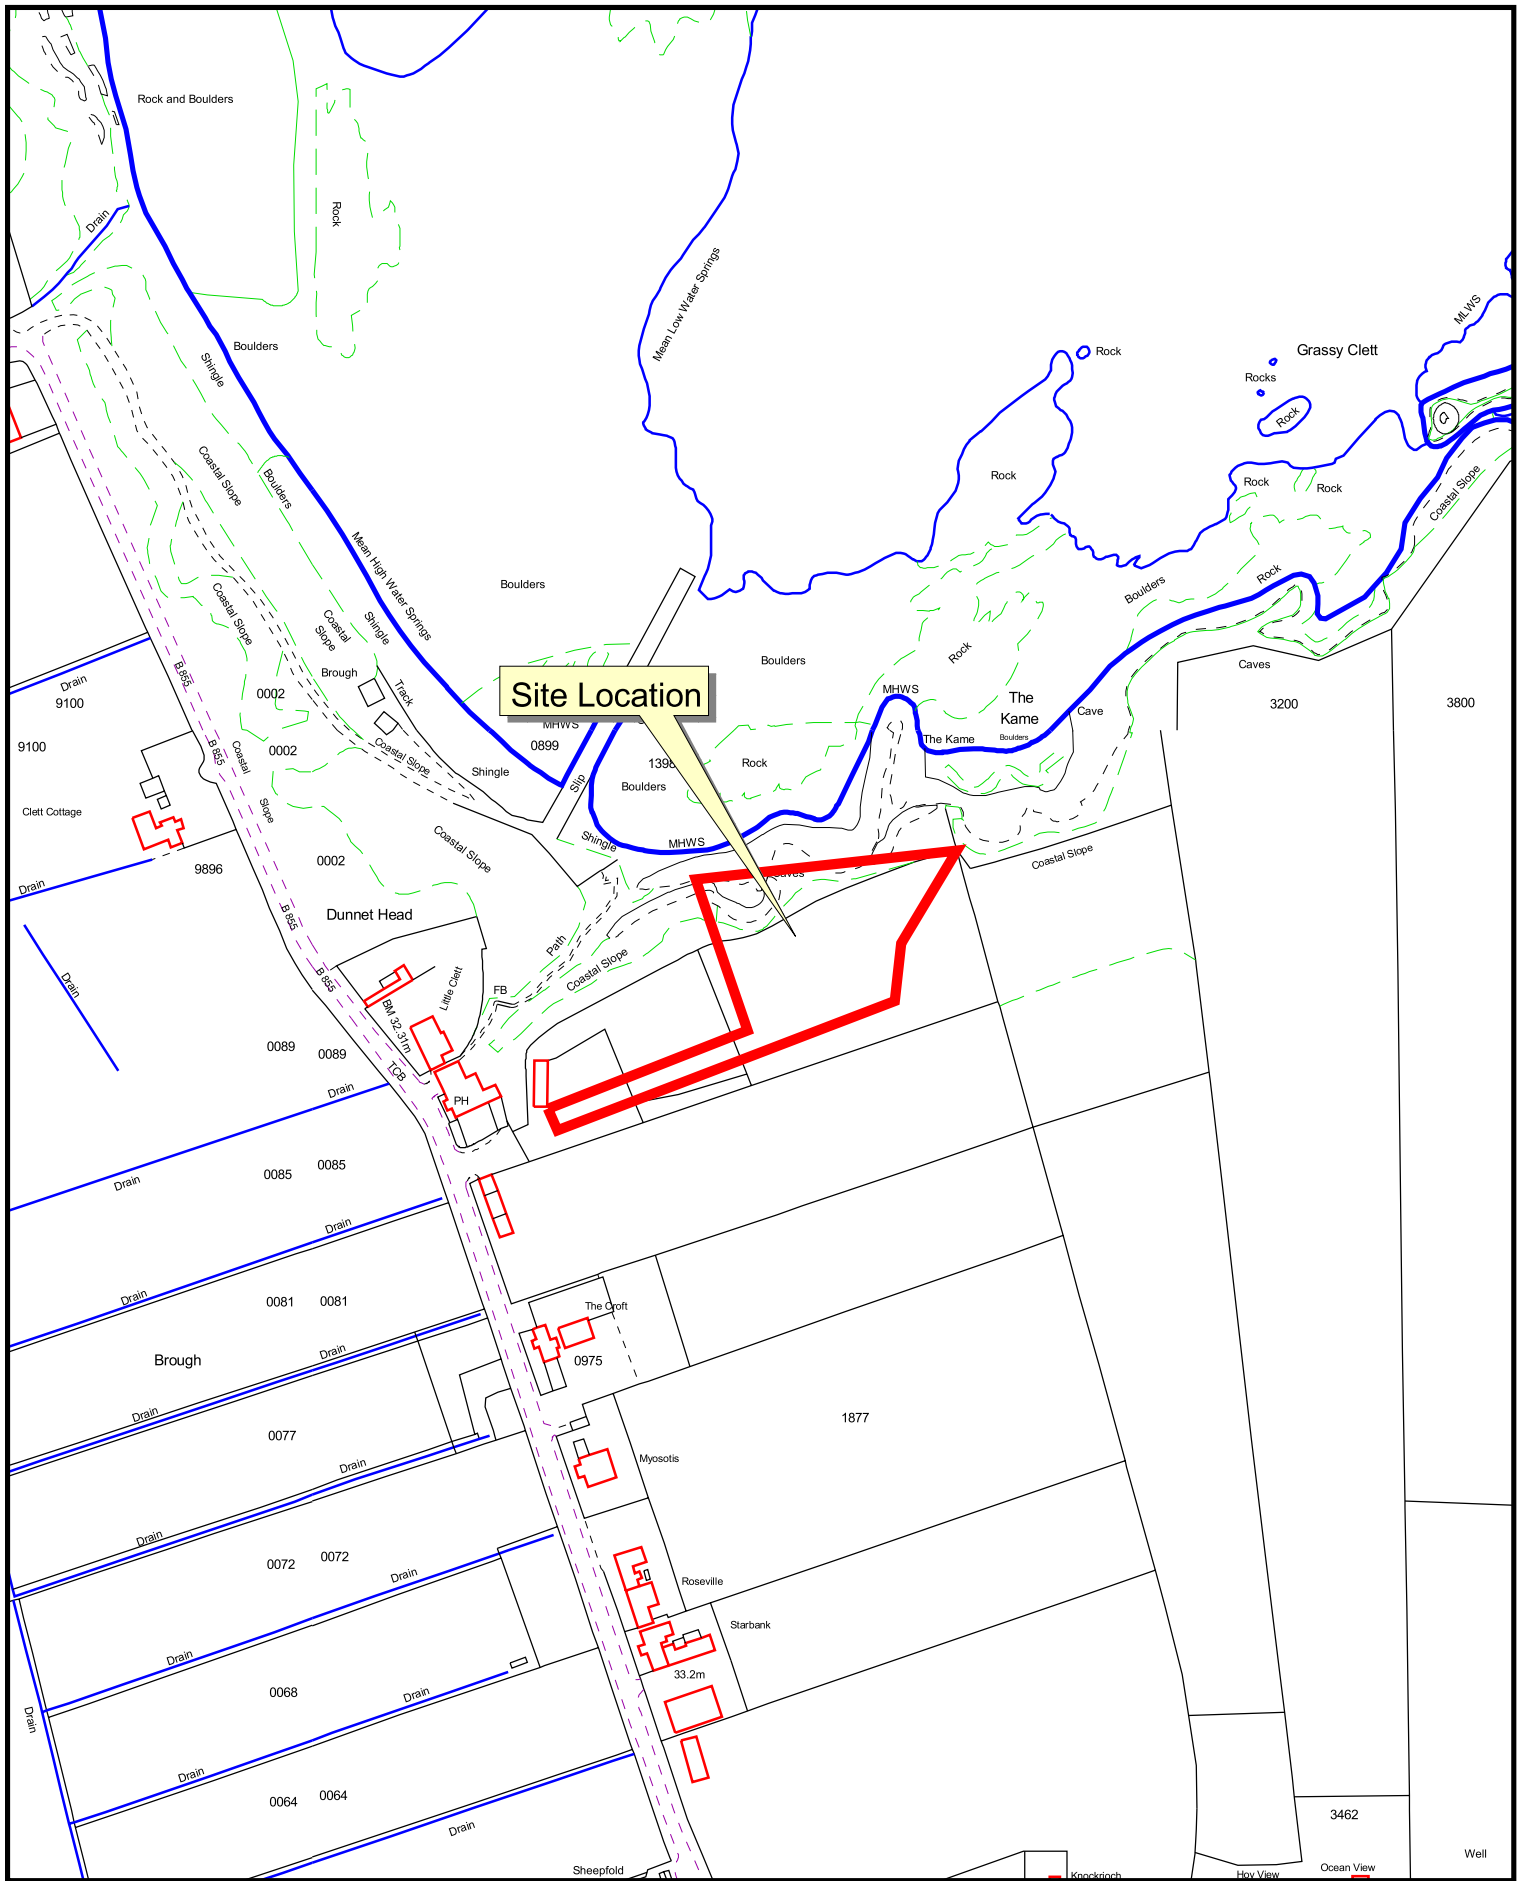 Rock and Boulders
Rock
Drain
Mean Low Water Springs
MLWS
Boulders
Shingle
Rock
Grassy Clett
Rocks
Rock
Coastal Slope
Boulders
Rock
Rock
Rock
Coastal Slope
Mean High Water Springs
Boulders
Boulders
Rock
Coastal Slope
Coastal
Slope
Shingle
Boulders
Rock
Caves
B 855
Drain
9100
0002
Brough
Track
Site Location
MHWS
The
Kame
Cave
3200
3800
9100
B 855
Coastal
Slope
0002
Coastal Slope
MHWS
0899
The Kame
Boulders
Shingle
Slip
1398
Boulders
Rock
Clett Cottage
Coastal Slope
Shingle
MHWS
Coastal Slope
0002
9896
Drain
Caves
B 855
Dunnet Head
Path
Coastal Slope
B 855
Drain
Little Clett
FB
BM 32.31m
0089
0089
TCB
Drain
PH
0085
0085
Drain
Drain
Drain
0081
0081
The Croft
Drain
Brough
0975
Drain
0077
1877
Myosotis
Drain
Drain
0072
0072
Drain
Roseville
Starbank
Drain
33.2m
0068
Drain
Drain
Drain
0064
0064
3462
Drain
Well
Sheepfold
Knockrioch
Hoy View
Ocean View